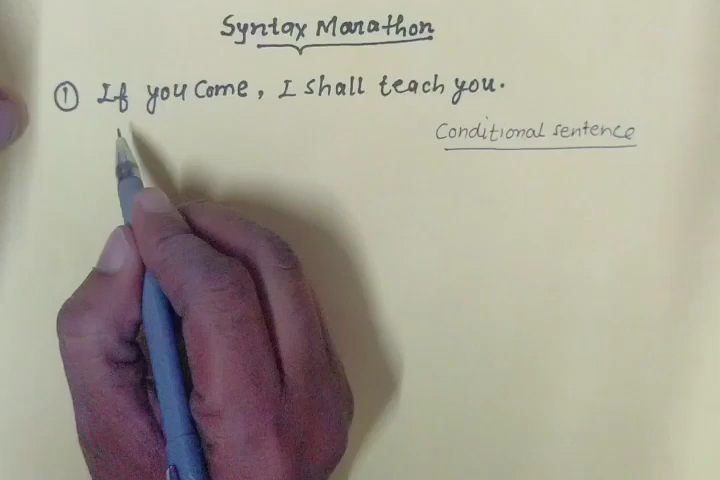 Syntax Marathon
① If you come, I shall teach you.
Conditional sentence